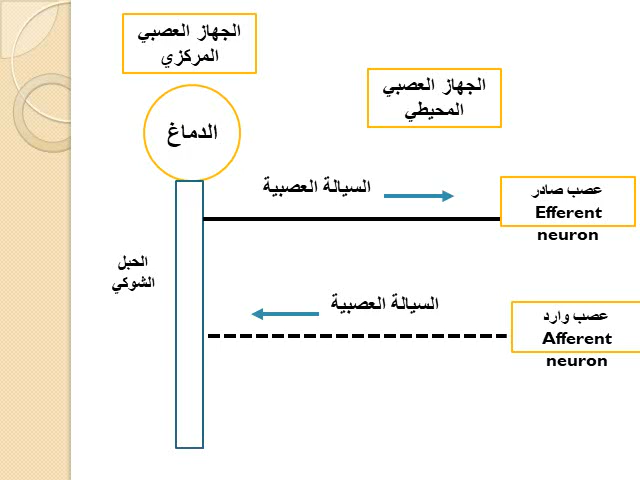 الجهاز العصبي
المركزي
الجهاز العصبي
المحيطي
الدماغ
السيالة العصبية
عصب صادر
Efferent
neuron
الحبل
الشوكي
السيالة العصبية
عصب وارد
Afferent
neuron